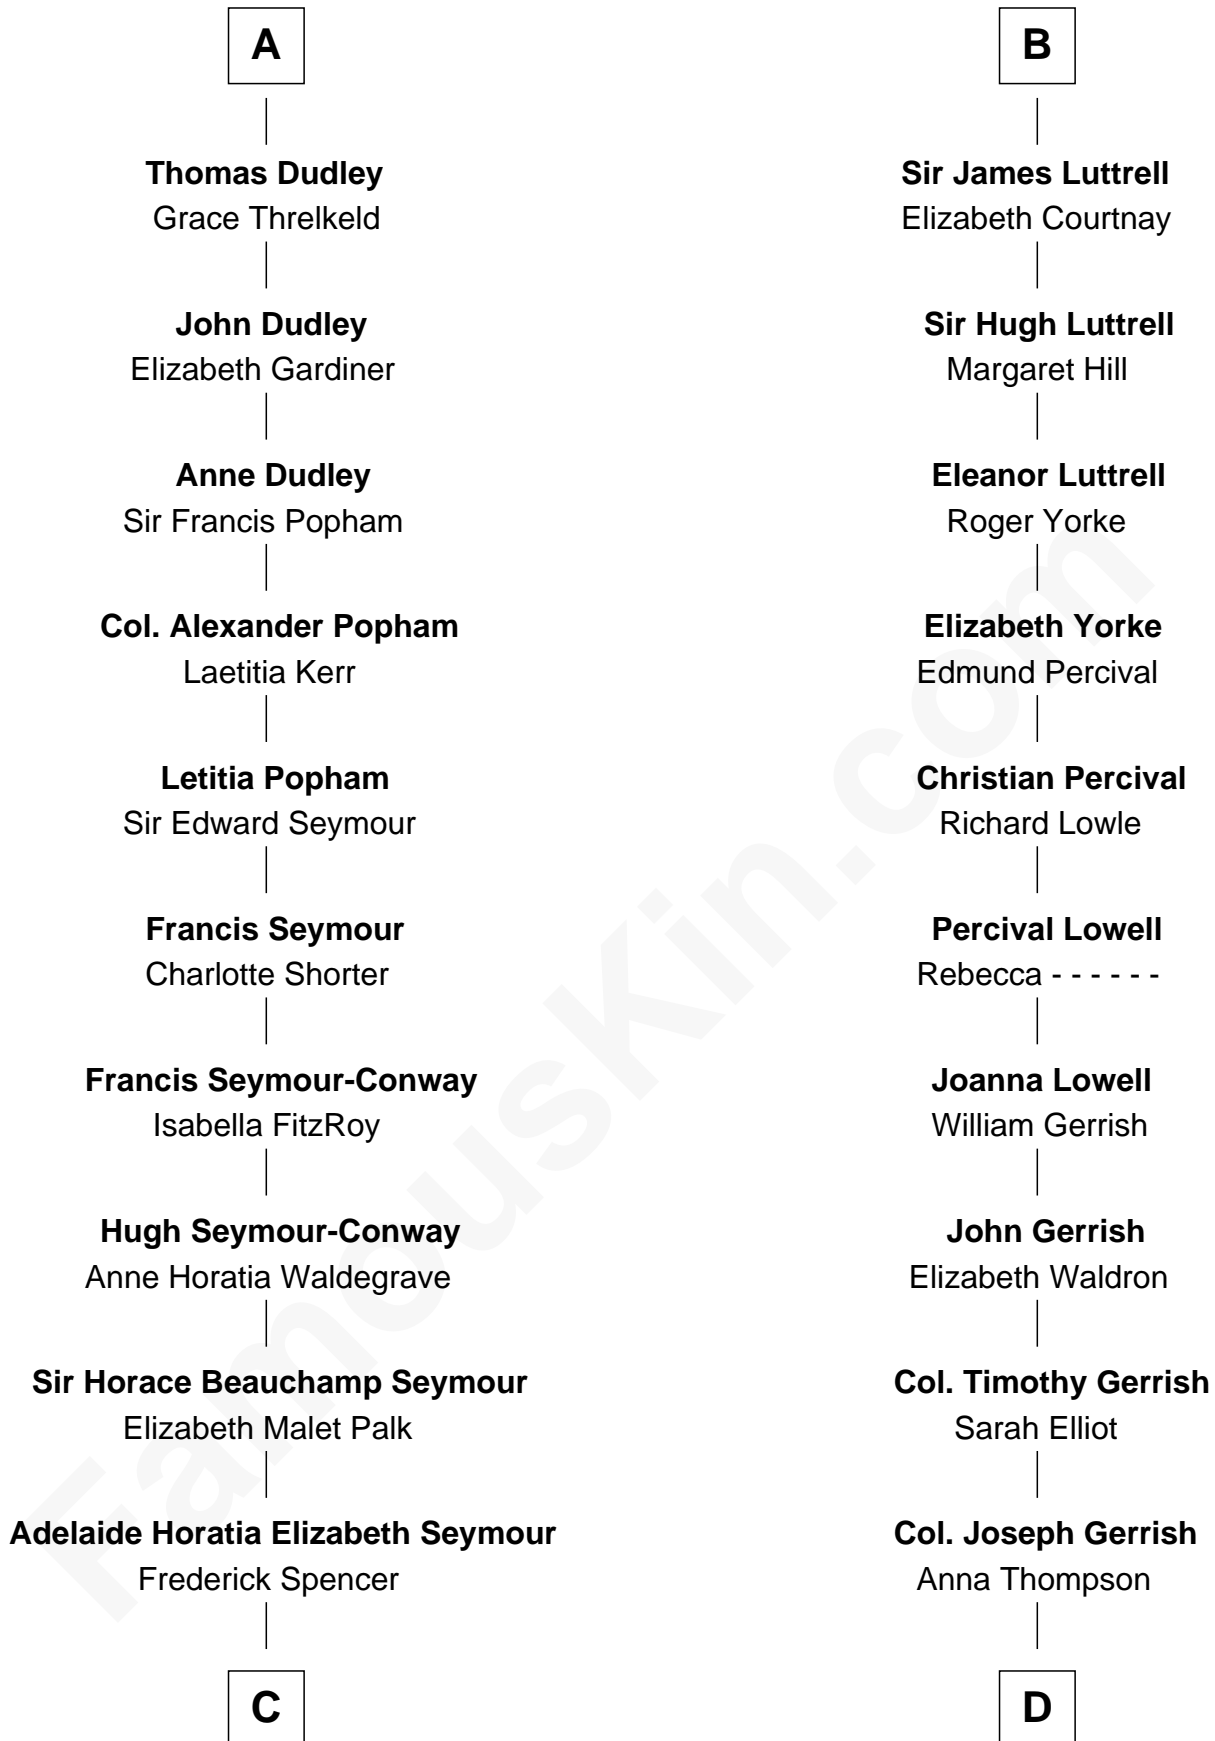 A
Thomas Dudley
Grace Threlkeld
John Dudley
Elizabeth Gardiner
Anne Dudley
Sir Francis Popham
Col. Alexander Popham
Laetitia Kerr
Letitia Popham
Sir Edward Seymour
Francis Seymour
Charlotte Shorter
Francis Seymour-Conway
Isabella FitzRoy
Hugh Seymour-Conway
Anne Horatia Waldegrave
Sir Horace Beauchamp Seymour
Elizabeth Malet Palk
Adelaide Horatia Elizabeth Seymour
Frederick Spencer
C
B
Sir James Luttrell
Elizabeth Courtnay
Sir Hugh Luttrell
Margaret Hill
Eleanor Luttrell
Roger Yorke
Elizabeth Yorke
Edmund Percival
Christian Percival
Richard Lowle
Percival Lowell
Rebecca - - - - - -
Joanna Lowell
William Gerrish
John Gerrish
Elizabeth Waldron
Col. Timothy Gerrish
Sarah Elliot
Col. Joseph Gerrish
Anna Thompson
D
FamousKin.com